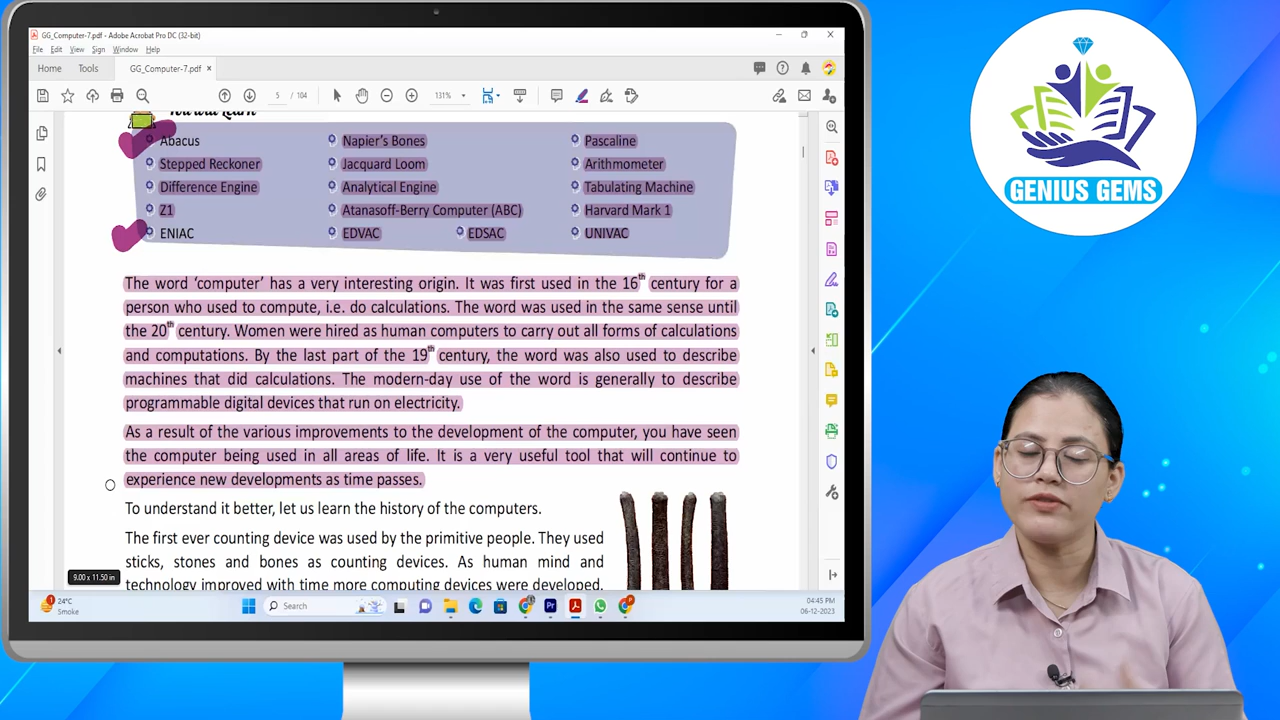 GG_Computer-7.pdf - Adobe Acrobat Pro DC (32-bit)
File Edit View Sign Window Help
Home Tools GG_Computer-7.pdf ×
5 / 104 131%
You will Learn
Abacus Napier's Bones Pascaline
Stepped Reckoner Jacquard Loom Arithmometer
Difference Engine Analytical Engine Tabulating Machine
Z1 Atanasoff-Berry Computer (ABC) Harvard Mark 1
ENIAC EDVAC EDSAC UNIVAC
The word 'computer' has a very interesting origin. It was first used in the 16th century for a
person who used to compute, i.e. do calculations. The word was used in the same sense until
the 20th century. Women were hired as human computers to carry out all forms of calculations
and computations. By the last part of the 19th century, the word was also used to describe
machines that did calculations. The modern-day use of the word is generally to describe
programmable digital devices that run on electricity.
As a result of the various improvements to the development of the computer, you have seen
the computer being used in all areas of life. It is a very useful tool that will continue to
experience new developments as time passes.
To understand it better, let us learn the history of the computers.
The first ever counting device was used by the primitive people. They used
sticks, stones and bones as counting devices. As human mind and
technology improved with time more computing devices were developed.
9.00 x 11.50 in
24°C
Smoke
Search
04:45 PM
06-12-2023
GENIUS GEMS